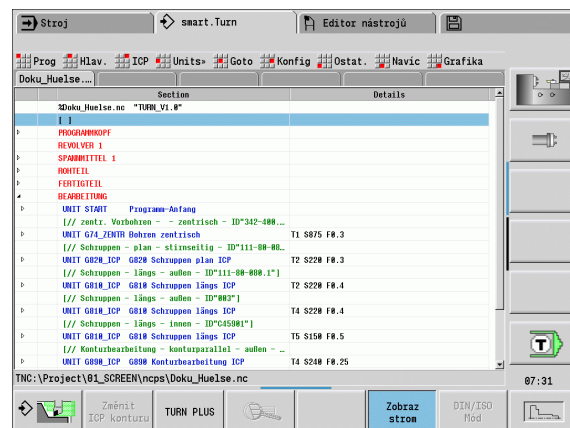 Stroj smart.Turn Editor nástrojů
Prog Hlav. ICP Units» Goto Konfig Ostat. Navíc Grafika
Doku_Huelse....
Section Details
%Doku_Huelse.nc "TURN_V1.0"
[ ]
PROGRAMMKOPF
REVOLVER 1
SPANNMITTEL 1
ROHTEIL
FERTIGTEIL
BEARBEITUNG
UNIT START Programm-Anfang
[// zentr. Vorbohren - - zentrisch - ID"342-400....
UNIT G74_ZENTR Bohren zentrisch T1 S875 F0.3
[// Schruppen - plan - stirnseitig - ID"111-80-08...
UNIT G820_ICP G820 Schruppen plan ICP T2 S220 F0.3
[// Schruppen - längs - außen - ID"111-80-080.1"]
UNIT G810_ICP G810 Schruppen längs ICP T2 S220 F0.4
[// Schruppen - längs - außen - ID"003"]
UNIT G810_ICP G810 Schruppen längs ICP T4 S220 F0.4
[// Schruppen - längs - innen - ID"C45901"]
UNIT G810_ICP G810 Schruppen längs ICP T5 S150 F0.5
[// Konturbearbeitung - konturparallel - außen - ...
UNIT G890_ICP G890 Konturbearbeitung ICP T4 S240 F0.25
TNC:\Project\01_SCREEN\ncps\Doku_Huelse.nc
T
07:31
Změnit ICP konturu
TURN PLUS
Zobraz strom
DIN/ISO Mód